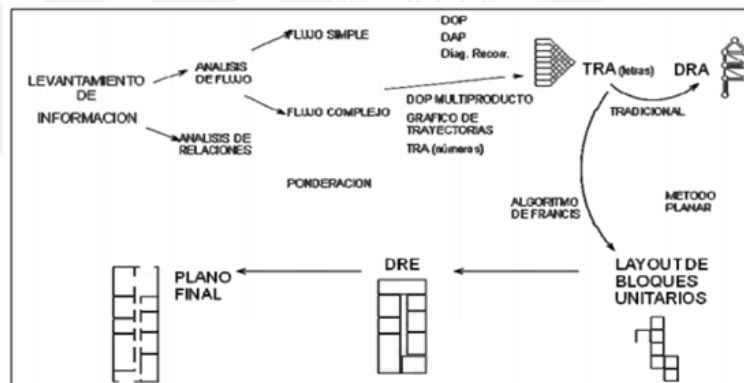 LEVANTAMIENTO
DE
INFORMACION
ANALISIS
DE FLUJO
ANALISIS DE
RELACIONES
FLUJO SIMPLE
FLUJO COMPLEJO
PONDERACION
DOP
DAP
Diag. Recorr.
DOP MULTIPRODUCTO
GRAFICO DE
TRAYECTORIAS
TRA (números)
TRA (letras)
DRA
TRADICIONAL
ALGORITMO
DE FRANCIS
METODO
PLANAR
LAYOUT DE
BLOQUES
UNITARIOS
DRE
PLANO
FINAL